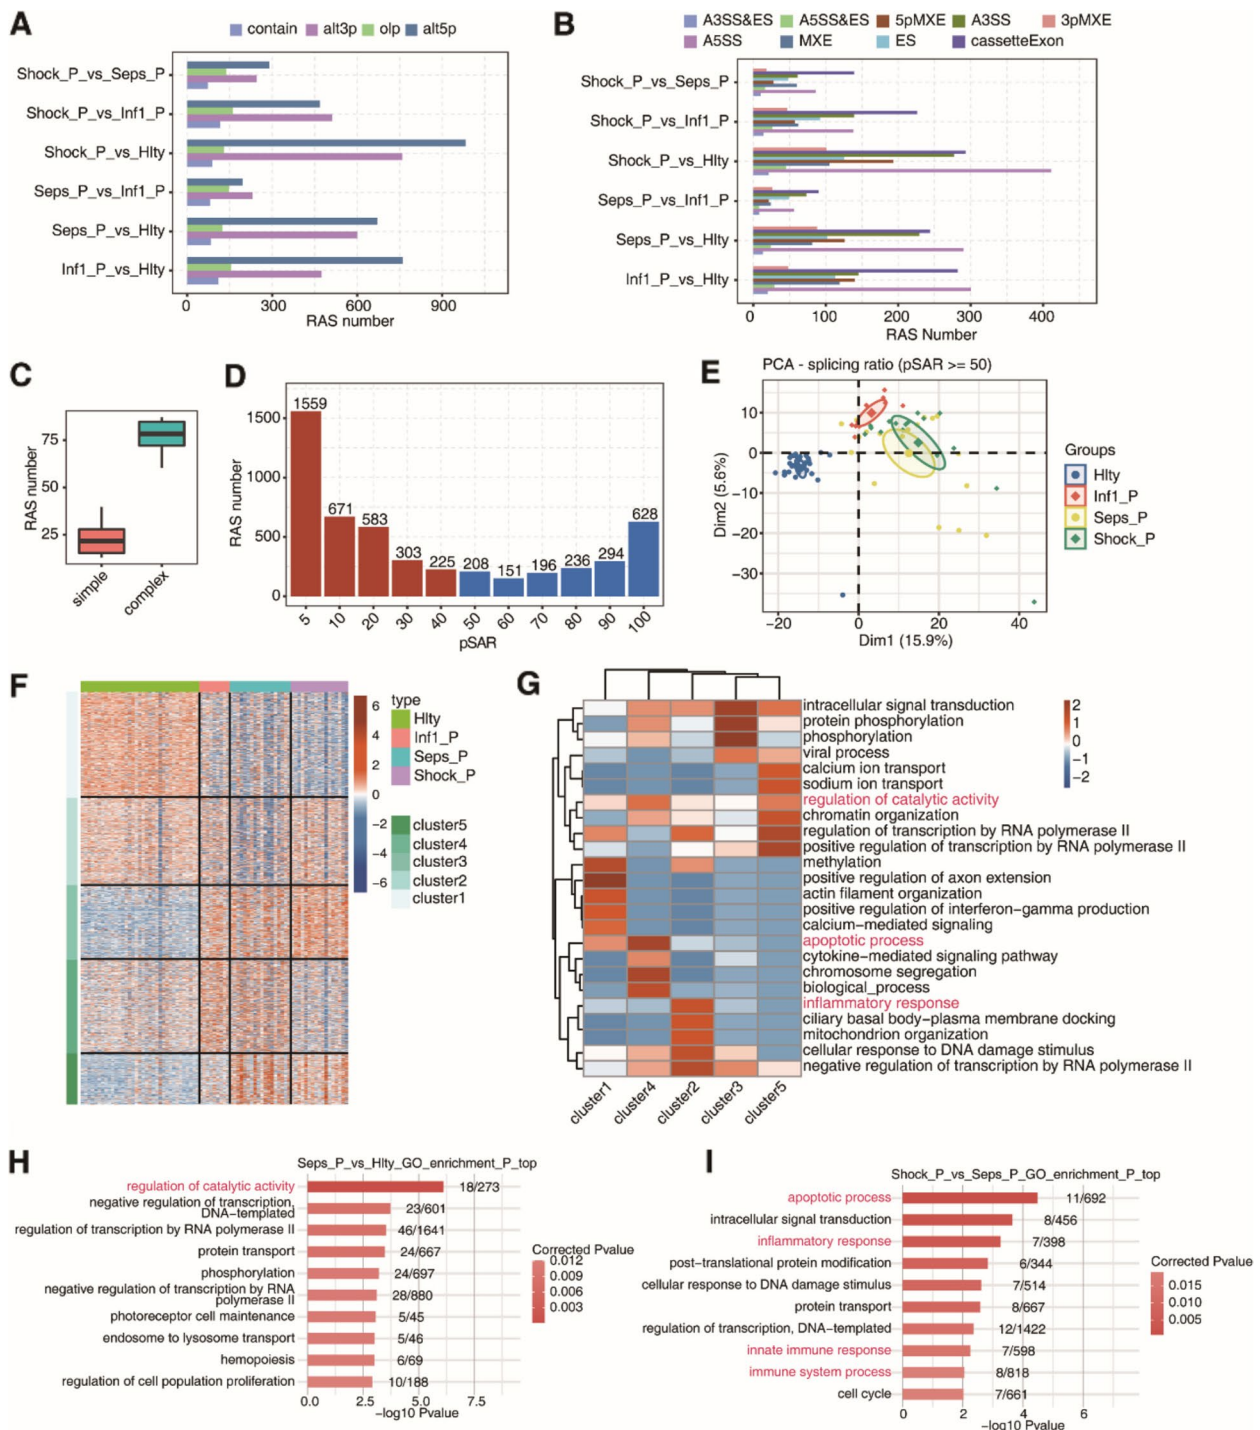 A
contain alt3p olp alt5p
Shock_P_vs_Seps_P
Shock_P_vs_Inf1_P
Shock_P_vs_Hlty
Seps_P_vs_Inf1_P
Seps_P_vs_Hlty
Inf1_P_vs_Hlty
0 300 600 900
RAS number
B
A3SS&ES A5SS&ES 5pMXE A3SS 3pMXE
A5SS MXE ES cassetteExon
Shock_P_vs_Seps_P
Shock_P_vs_Inf1_P
Shock_P_vs_Hlty
Seps_P_vs_Inf1_P
Seps_P_vs_Hlty
Inf1_P_vs_Hlty
0 100 200 300 400
RAS Number
C
RAS number
75
50
25
simple complex
D
RAS number
1500
1000
500
0
1559 671 583 303 225 208 151 196 236 294 628
5 10 20 30 40 50 60 70 80 90 100
pSAR
E
PCA - splicing ratio (pSAR >= 50)
Dim2 (5.6%)
10
0
−10
−20
−30
−20 0 20 40
Dim1 (15.9%)
Groups
Hlty
Inf1_P
Seps_P
Shock_P
F
6
4
2
0
−2
−4
−6
type
Hlty
Inf1_P
Seps_P
Shock_P
cluster5
cluster4
cluster3
cluster2
cluster1
G
intracellular signal transduction
protein phosphorylation
phosphorylation
viral process
calcium ion transport
sodium ion transport
regulation of catalytic activity
chromatin organization
regulation of transcription by RNA polymerase II
positive regulation of transcription by RNA polymerase II
methylation
positive regulation of axon extension
actin filament organization
positive regulation of interferon−gamma production
calcium−mediated signaling
apoptotic process
cytokine−mediated signaling pathway
chromosome segregation
biological_process
inflammatory response
ciliary basal body−plasma membrane docking
mitochondrion organization
cellular response to DNA damage stimulus
negative regulation of transcription by RNA polymerase II
cluster1 cluster4 cluster2 cluster3 cluster5
2
1
0
−1
−2
H
Seps_P_vs_Hlty_GO_enrichment_P_top
regulation of catalytic activity 18/273
negative regulation of transcription,
DNA−templated 23/601
regulation of transcription by RNA polymerase II 46/1641
protein transport 24/667
phosphorylation 24/697
negative regulation of transcription by RNA
polymerase II 28/880
photoreceptor cell maintenance 5/45
endosome to lysosome transport 5/46
hemopoiesis 6/69
regulation of cell population proliferation 10/188
0.0 2.5 5.0 7.5
−log10 Pvalue
Corrected Pvalue
0.012
0.009
0.006
0.003
I
Shock_P_vs_Seps_P_GO_enrichment_P_top
apoptotic process 11/692
intracellular signal transduction 8/456
inflammatory response 7/398
post−translational protein modification 6/344
cellular response to DNA damage stimulus 7/514
protein transport 8/667
regulation of transcription, DNA−templated 12/1422
innate immune response 7/598
immune system process 8/818
cell cycle 7/661
0 2 4 6
−log10 Pvalue
Corrected Pvalue
0.015
0.010
0.005